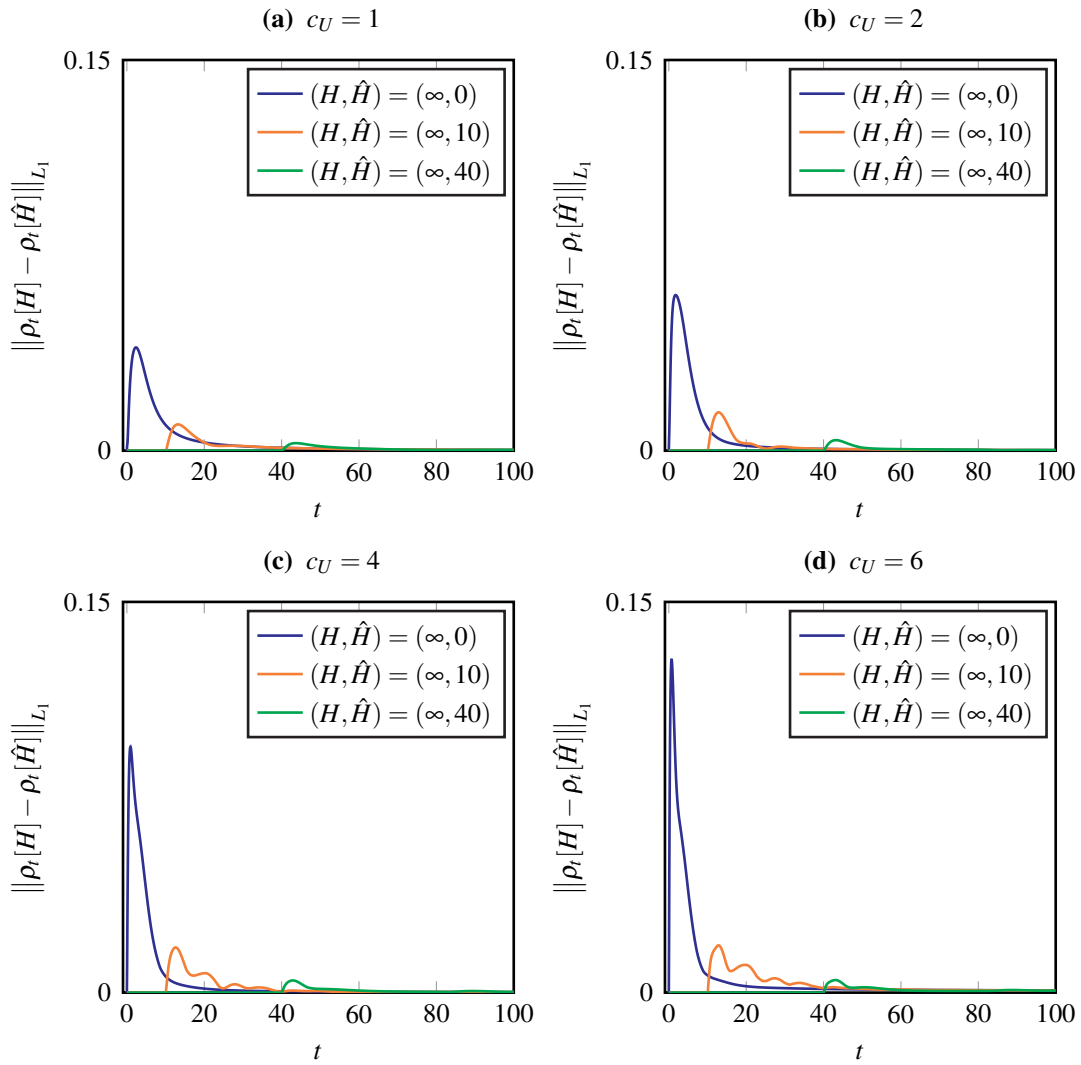 (a) c_U = 1
0.15
(H, Ĥ) = (∞, 0)
(H, Ĥ) = (∞, 10)
(H, Ĥ) = (∞, 40)
||ρ_t[H] − ρ_t[Ĥ]||_{L_1}
0
0 20 40 60 80 100
t
(b) c_U = 2
0.15
(H, Ĥ) = (∞, 0)
(H, Ĥ) = (∞, 10)
(H, Ĥ) = (∞, 40)
||ρ_t[H] − ρ_t[Ĥ]||_{L_1}
0
0 20 40 60 80 100
t
(c) c_U = 4
0.15
(H, Ĥ) = (∞, 0)
(H, Ĥ) = (∞, 10)
(H, Ĥ) = (∞, 40)
||ρ_t[H] − ρ_t[Ĥ]||_{L_1}
0
0 20 40 60 80 100
t
(d) c_U = 6
0.15
(H, Ĥ) = (∞, 0)
(H, Ĥ) = (∞, 10)
(H, Ĥ) = (∞, 40)
||ρ_t[H] − ρ_t[Ĥ]||_{L_1}
0
0 20 40 60 80 100
t